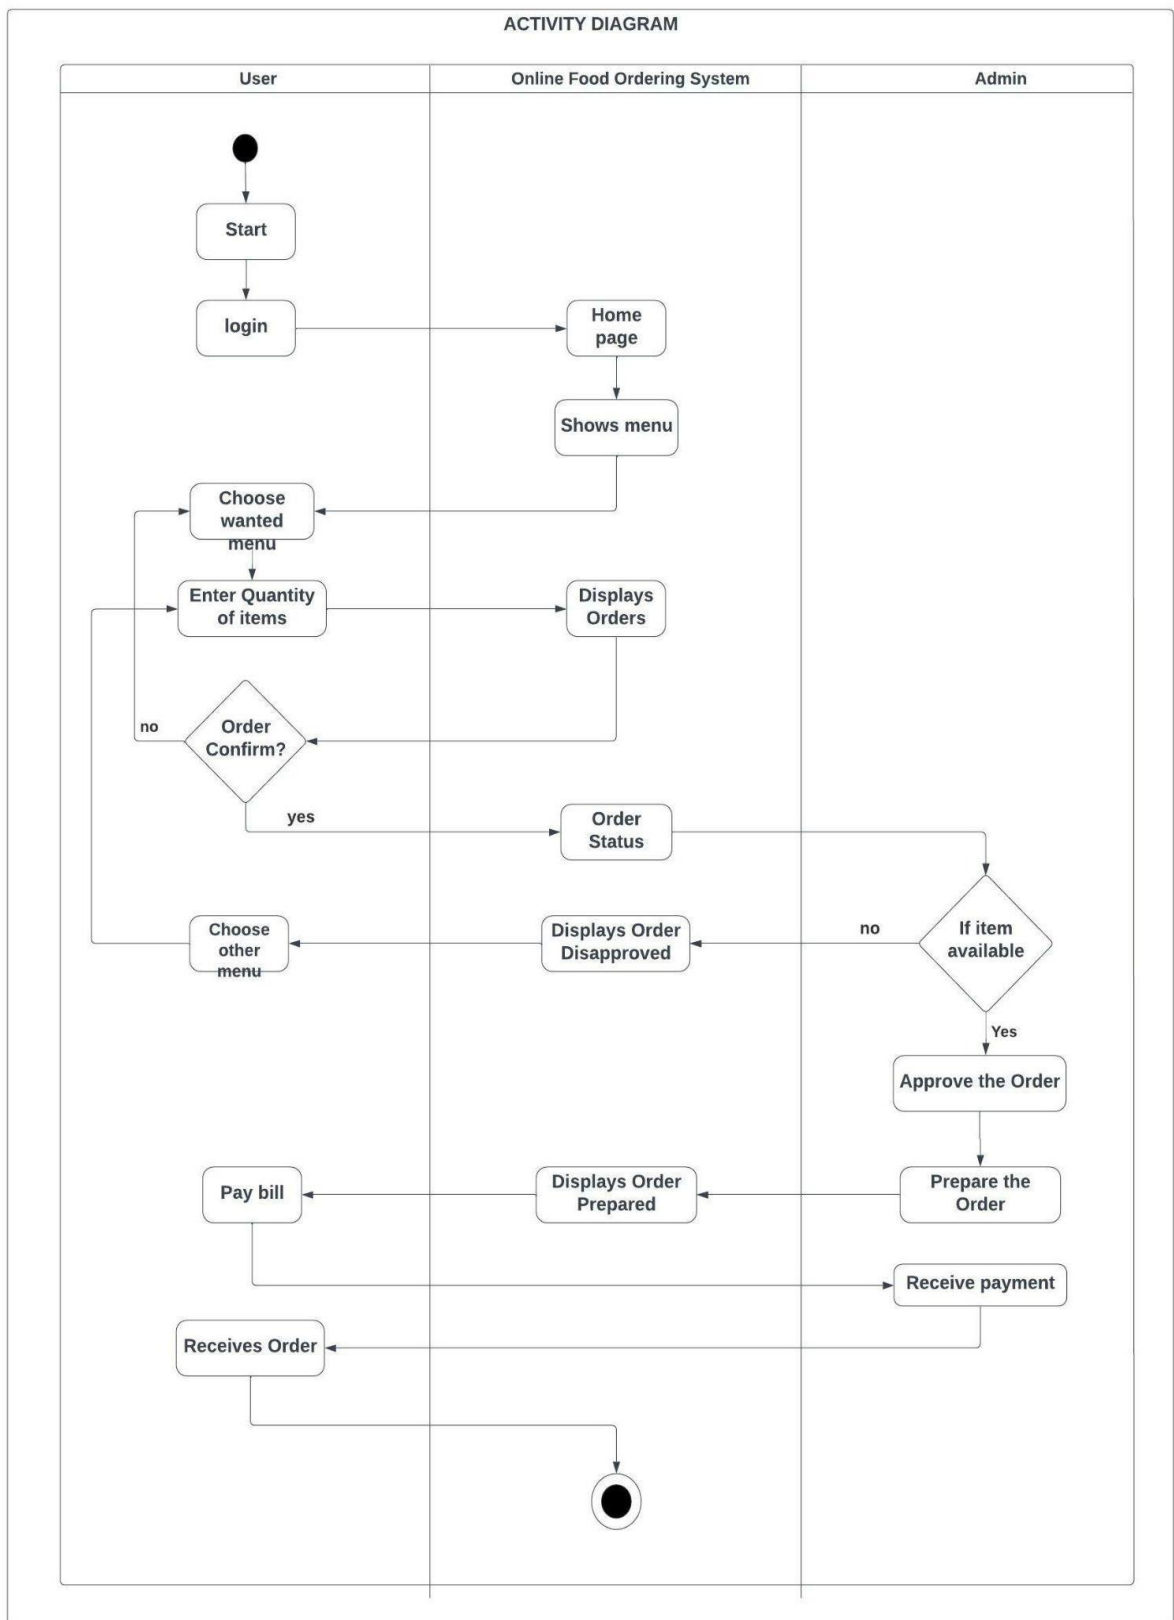 ACTIVITY DIAGRAM
User
Online Food Ordering System
Admin
Start
login
Home
page
Shows menu
Choose
wanted
menu
Enter Quantity
of items
Displays
Orders
Order
Confirm?
no
yes
Order
Status
If item
available
no
Displays Order
Disapproved
Choose
other
menu
Yes
Approve the Order
Prepare the
Order
Displays Order
Prepared
Pay bill
Receive payment
Receives Order